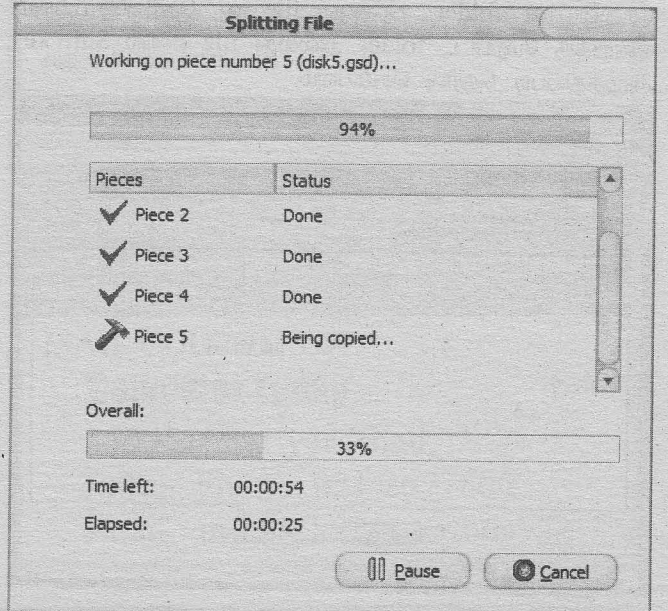 Splitting File
Working on piece number 5 (disk5.gsd)...
94%
Pieces Status
Piece 2 Done
Piece 3 Done
Piece 4 Done
Piece 5 Being copied...
Overall:
33%
Time left: 00:00:54
Elapsed: 00:00:25
Pause Cancel